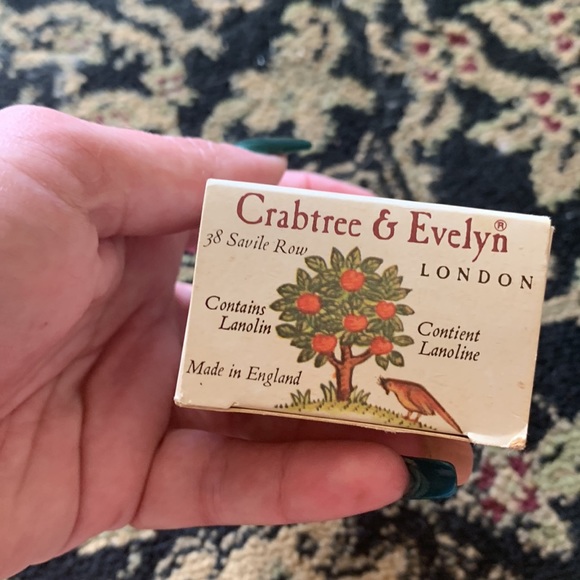 Crabtree & Evelyn®
38 Savile Row
LONDON
Contains
Lanolin
Contient
Lanoline
Made in England